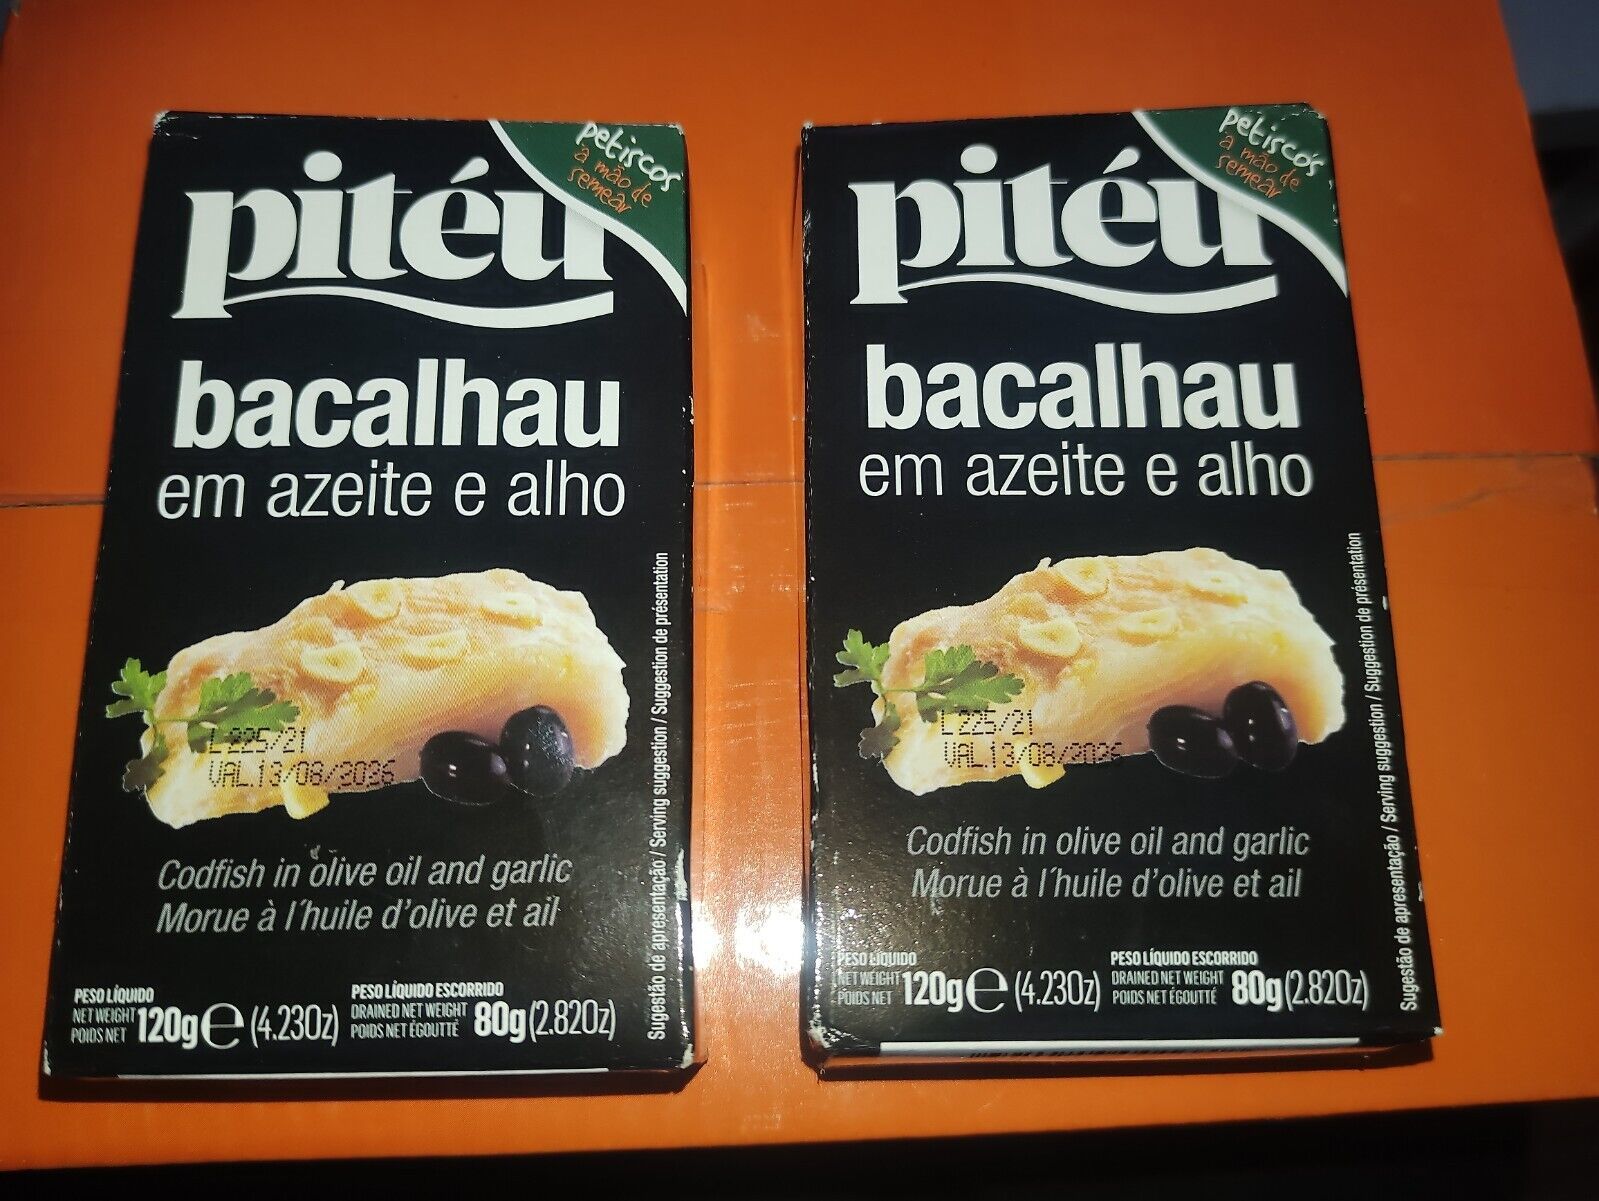 petiscos
à mão de
semear
pitéu
bacalhau
em azeite e alho
L 225/21
VAL.13/08/2026
Codfish in olive oil and garlic
Morue à l'huile d'olive et ail
PESO LÍQUIDO
NET WEIGHT
POIDS NET
120g e (4.23Oz)
PESO LÍQUIDO ESCORRIDO
DRAINED NET WEIGHT
POIDS NET ÉGOUTTÉ
80g (2.82Oz)
Sugestão de apresentação / Serving suggestion / Suggestion de présentation
petiscos
à mão de
semear
pitéu
bacalhau
em azeite e alho
L 225/21
VAL.13/08/2026
Codfish in olive oil and garlic
Morue à l'huile d'olive et ail
PESO LÍQUIDO
NET WEIGHT
POIDS NET
120g e (4.23Oz)
PESO LÍQUIDO ESCORRIDO
DRAINED NET WEIGHT
POIDS NET ÉGOUTTÉ
80g (2.82Oz)
Sugestão de apresentação / Serving suggestion / Suggestion de présentation